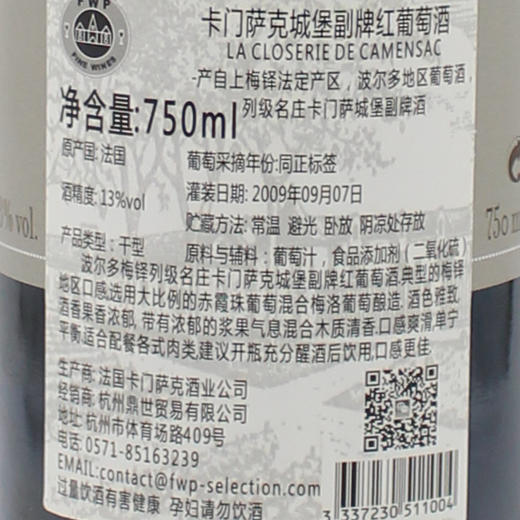 FWP
FINE WINES
卡门萨克城堡副牌红葡萄酒
LA CLOSERIE DE CAMENSAC
-产自上梅铎法定产区，波尔多地区葡萄酒，
净含量:750ml 列级名庄卡门萨城堡副牌酒
原产国: 法国 葡萄采摘年份:同正标签
酒精度: 13%vol 灌装日期: 2009年09月07日
贮藏方法: 常温 避光 卧放 阴凉处存放
% vol.
750 m
产品类型: 干型 原料与辅料: 葡萄汁，食品添加剂（二氧化硫）
波尔多梅铎列级名庄卡门萨克城堡副牌红葡萄酒,典型的梅铎
地区口感选用大比例的赤霞珠葡萄混合梅洛葡萄酿造. 酒色雅致,
酒香果香浓郁, 带有浓郁的浆果气息混合木质清香.口感爽滑,单宁
平衡适合配餐各式肉类.建议开瓶充分醒酒后饮用,口感更佳.
生产商: 法国卡门萨克酒业公司
经销商: 杭州鼎世贸易有限公司
地址: 杭州市体育场路409号
电话: 0571-85163239
EMAIL:contact@fwp-selection.com
过量饮酒有害健康 孕妇请勿饮酒
3 337230 511004